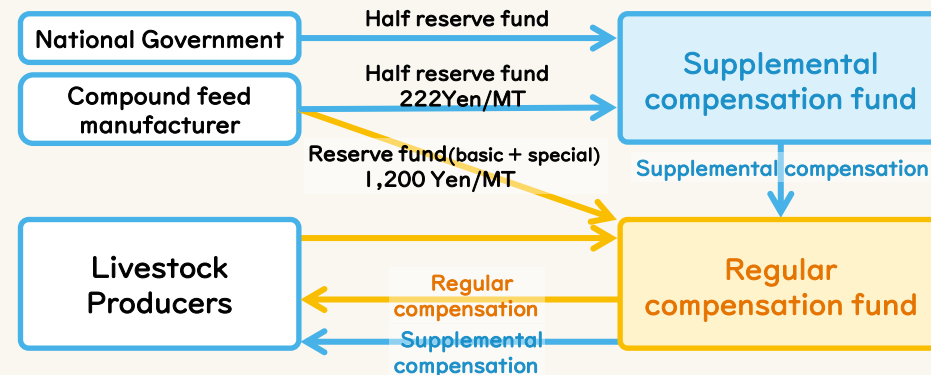 National Government
Half reserve fund
Compound feed
manufacturer
Half reserve fund
222Yen/MT
Supplemental
compensation fund
Reserve fund(basic + special)
1,200 Yen/MT
Supplemental compensation
Livestock
Producers
Regular
compensation
Supplemental
compensation
Regular
compensation fund